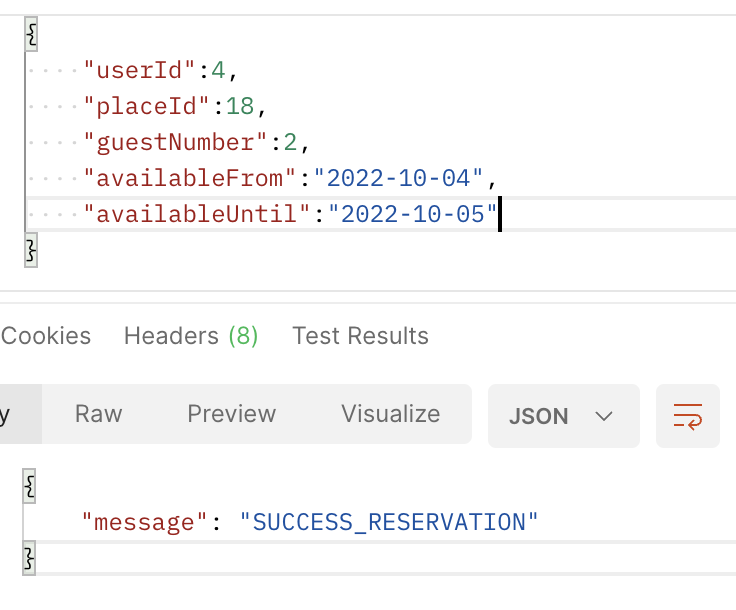 {
"userId":4,
"placeId":18,
"guestNumber":2,
"availableFrom":"2022-10-04",
"availableUntil":"2022-10-05"
}
Cookies Headers (8) Test Results
y Raw Preview Visualize JSON
{
"message": "SUCCESS_RESERVATION"
}